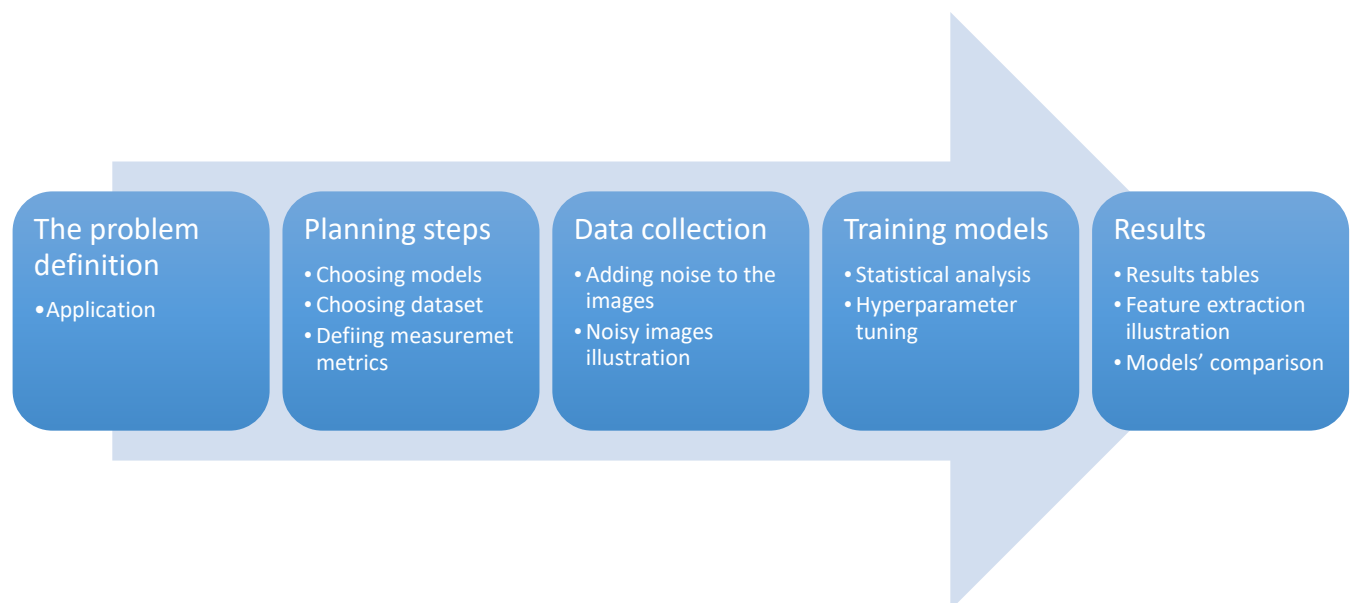 The problem
definition
•Application
Planning steps
• Choosing models
• Choosing dataset
• Defiing measuremet
metrics
Data collection
• Adding noise to the
images
• Noisy images
illustration
Training models
• Statistical analysis
• Hyperparameter
tuning
Results
• Results tables
• Feature extraction
illustration
• Models’ comparison